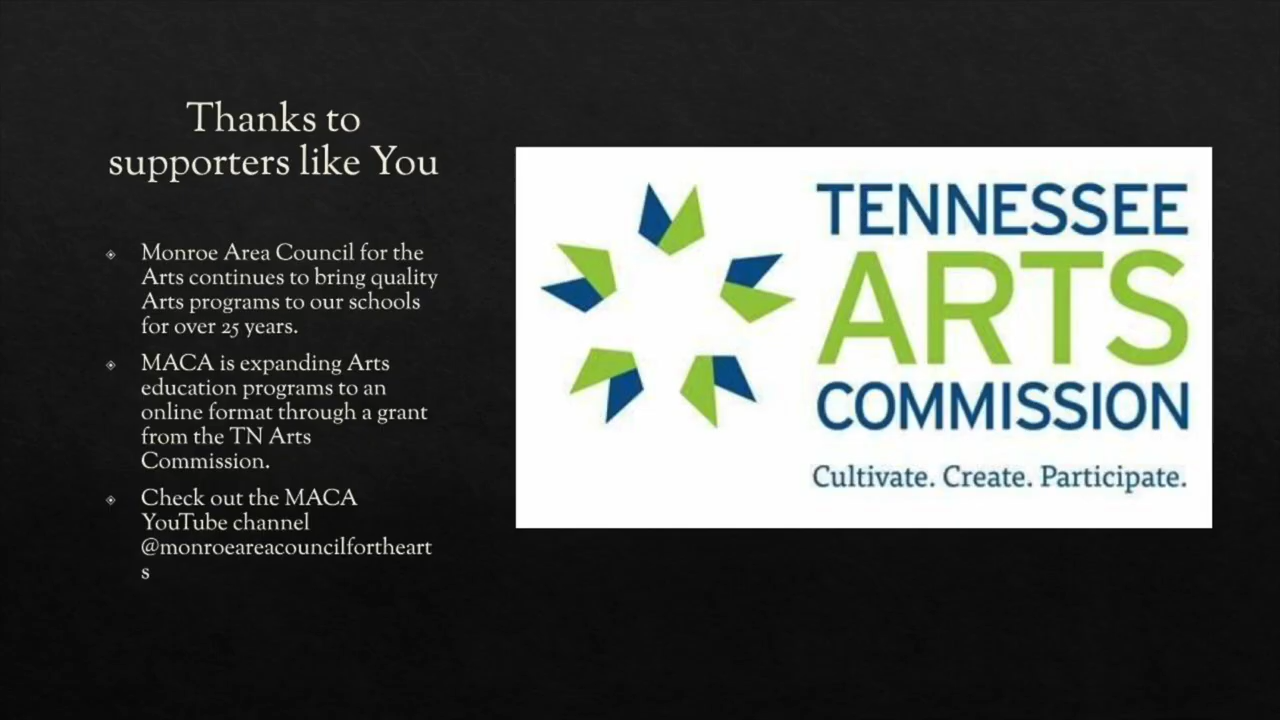 Thanks to
supporters like You
Monroe Area Council for the
Arts continues to bring quality
Arts programs to our schools
for over 25 years.
MACA is expanding Arts
education programs to an
online format through a grant
from the TN Arts
Commission.
Check out the MACA
YouTube channel
@monroeareacouncilfortheart
s
TENNESSEE
ARTS
COMMISSION
Cultivate. Create. Participate.